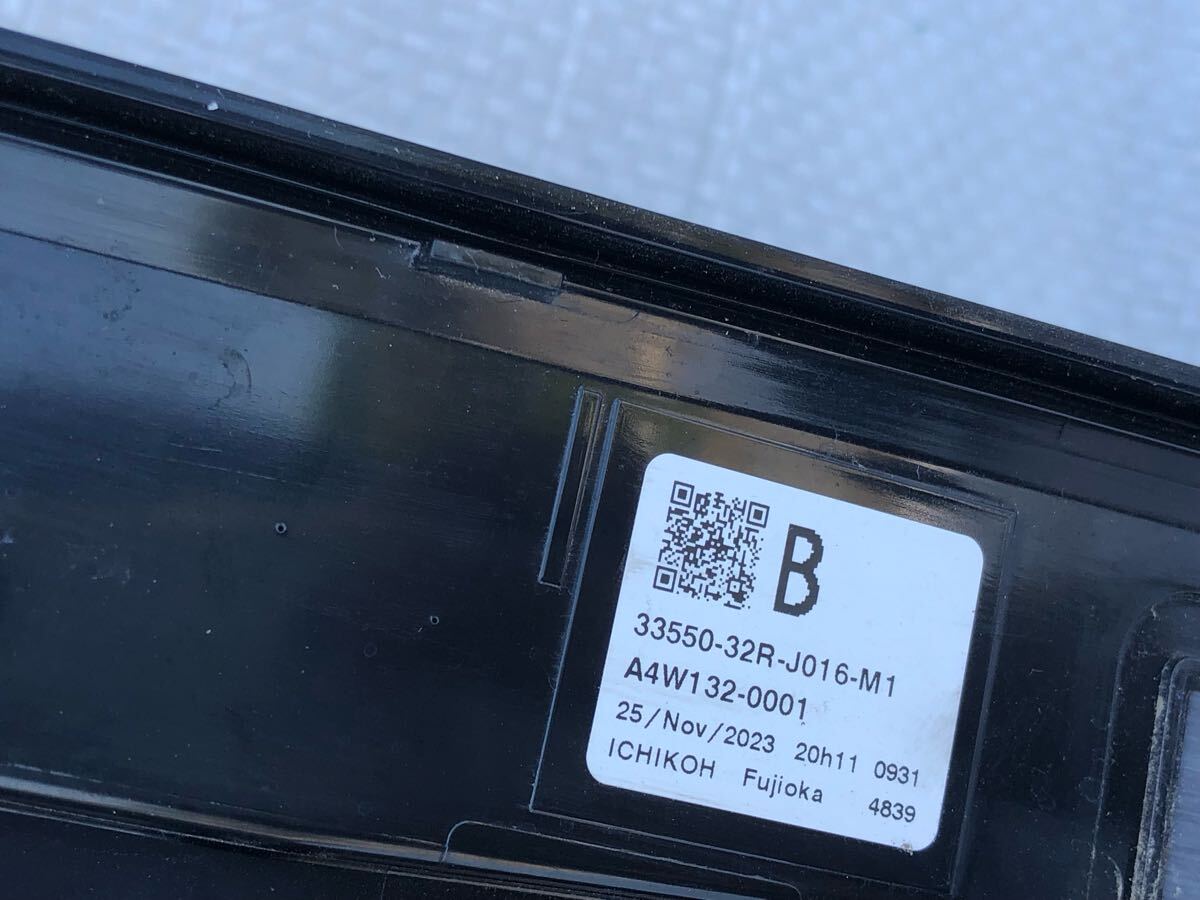 B
33550-32R-J016-M1
A4W132-0001
25/Nov/2023 20h11 0931
ICHIKOH Fujioka 4839